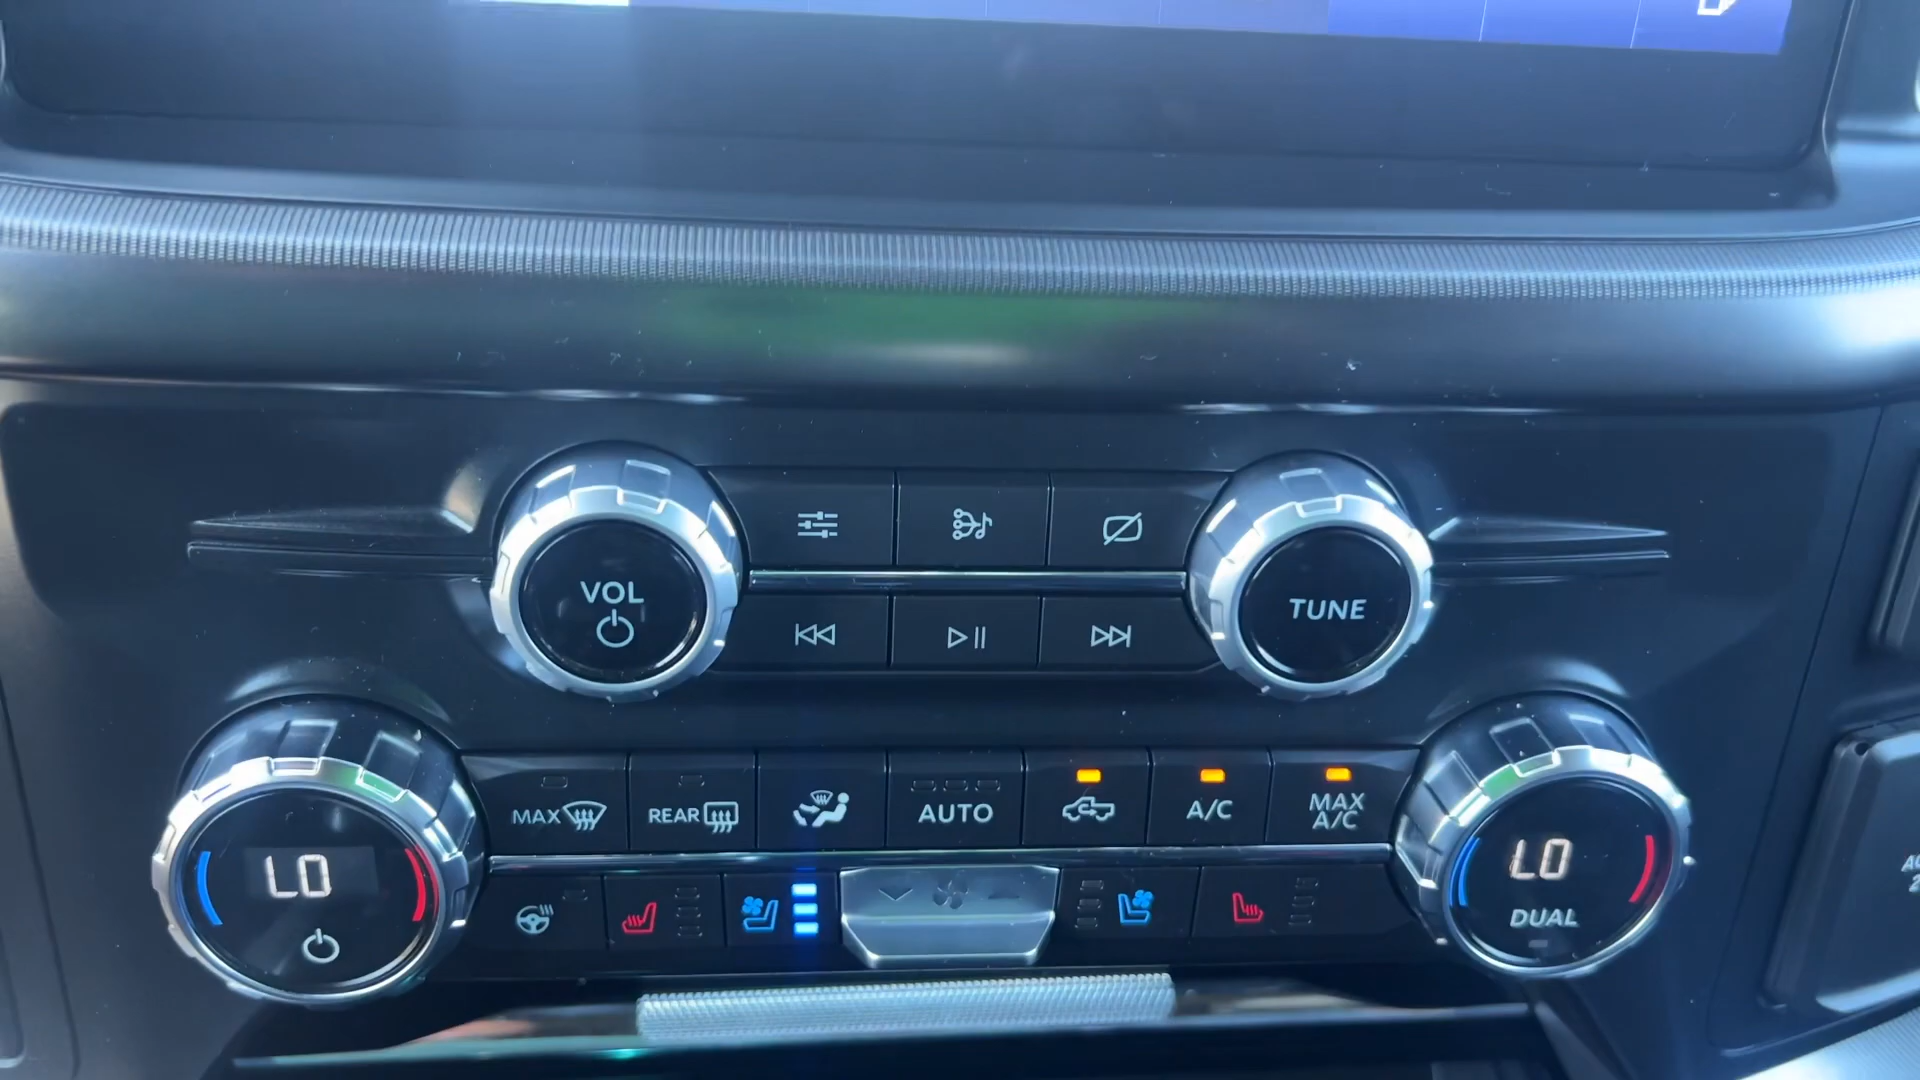 VOL
TUNE
MAX
REAR
AUTO
A/C
MAX
A/C
LO
LO
DUAL